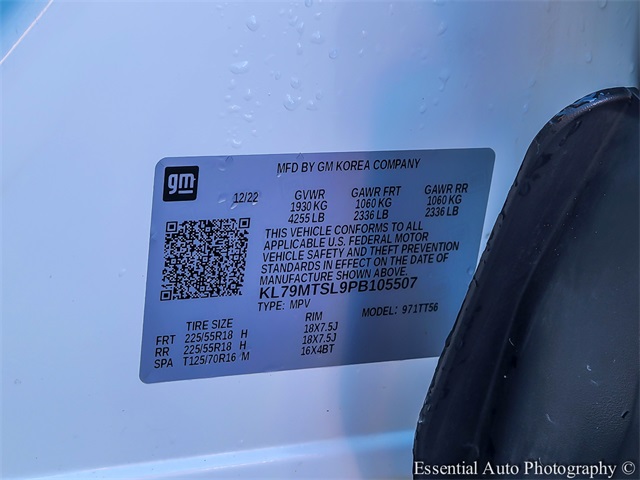 MFD BY GM KOREA COMPANY
gm
12/22
GVWR GAWR FRT GAWR RR
1930 KG 1060 KG 1060 KG
4255 LB 2336 LB 2336 LB
THIS VEHICLE CONFORMS TO ALL
APPLICABLE U.S. FEDERAL MOTOR
VEHICLE SAFETY AND THEFT PREVENTION
STANDARDS IN EFFECT ON THE DATE OF
MANUFACTURE SHOWN ABOVE.
KL79MTSL9PB105507
TYPE: MPV MODEL: 971TT56
TIRE SIZE RIM
FRT 225/55R18 H 18X7.5J
RR 225/55R18 H 18X7.5J
SPA T125/70R16 M 16X4BT
Essential Auto Photography ©